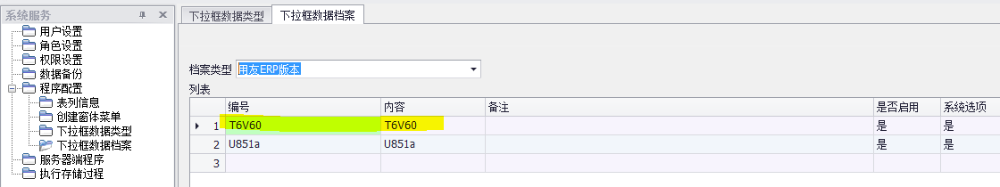 系统服务
用户设置
角色设置
权限设置
数据备份
程序配置
表列信息
创建窗体菜单
下拉框数据类型
下拉框数据档案
服务器端程序
执行存储过程
下拉框数据类型 下拉框数据档案
档案类型 用友ERP版本
列表
编号 内容 备注 是否启用 系统选项
1 T6V60 T6V60 是 是
2 U851a U851a 是 是
3